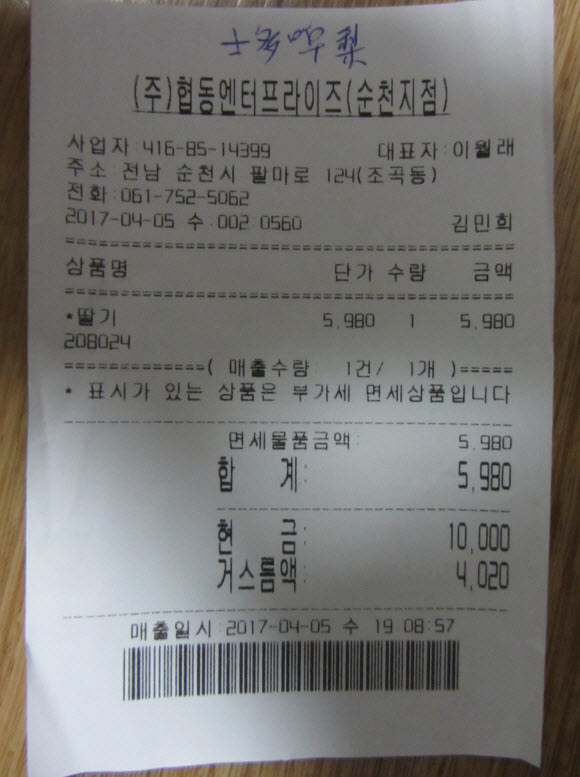 (주)협동엔터프라이즈(순천지점)
사업자:416-85-14399 대표자:이월래
주소:전남 순천시 팔마로 124(조곡동)
전화:061-752-5062
2017-04-05 수:002:0560 김민희
상품명 단가 수량 금액
*딸기 5,980 1 5,980
208024
=============( 매출수량: 1건/ 1개 )=====
* 표시가 있는 상품은 부가세 면세상품입니다
면세물품금액: 5,980
합 계: 5,980
현 금: 10,000
거스름액: 4,020
매출일시:2017-04-05 수 19:08:57